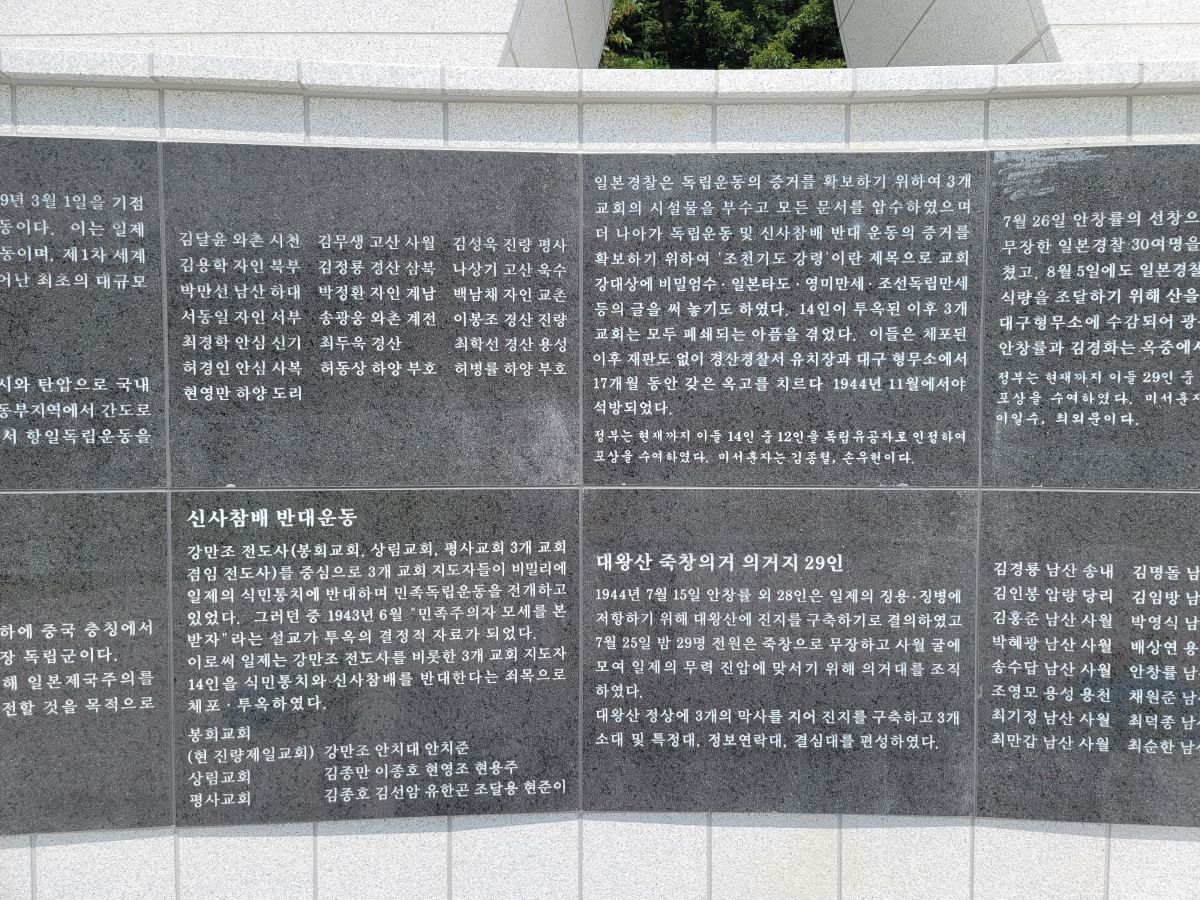 9년 3월 1일을 기점
동이다. 이는 일제
동이며, 제1차 세계
어난 최초의 대규모
시와 탄압으로 국내
동부지역에서 간도로
서 항일독립운동을
김달윤 와촌 시천 김무생 고산 사월 김성욱 진량 평사
김용학 자인 북부 김정룡 경산 삼북 나상기 고산 욱수
박만선 남산 하대 박정환 자인 계남 백남채 자인 교촌
서동일 자인 서부 송광웅 와촌 계전 이봉조 경산 진량
최경학 안심 신기 최두욱 경산 최학선 경산 용성
허경인 안심 사복 허동상 하양 부호 허병률 하양 부호
현영만 하양 도리
일본경찰은 독립운동의 증거를 확보하기 위하여 3개
교회의 시설물을 부수고 모든 문서를 압수하였으며
더 나아가 독립운동 및 신사참배 반대 운동의 증거를
확보하기 위하여 '조천기도 강령'이란 제목으로 교회
강대상에 비밀엄수·일본타도·영미만세·조선독립만세
등의 글을 써 놓기도 하였다. 14인이 투옥된 이후 3개
교회는 모두 폐쇄되는 아픔을 겪었다. 이들은 체포된
이후 재판도 없이 경산경찰서 유치장과 대구 형무소에서
17개월 동안 갖은 옥고를 치르다 1944년 11월에서야
석방되었다.
정부는 현재까지 이들 14인 중 12인을 독립유공자로 인정하여
포상을 수여하였다. 미서훈자는 김종철, 손우헌이다.
7월 26일 안창률의 선창으
무장한 일본경찰 30여명을
쳤고, 8월 5일에도 일본경찰
식량을 조달하기 위해 산을
대구형무소에 수감되어 광
안창률과 김경화는 옥중에서
정부는 현재까지 이들 29인 중
포상을 수여하였다. 미서훈자
이일수, 최외문이다.
하에 중국 충칭에서
장 독립군이다.
해 일본제국주의를
전할 것을 목적으로
신사참배 반대운동
강만조 전도사(봉회교회, 상림교회, 평사교회 3개 교회
겸임 전도사)를 중심으로 3개 교회 지도자들이 비밀리에
일제의 식민통치에 반대하며 민족독립운동을 전개하고
있었다. 그러던 중 1943년 6월 "민족주의자 모세를 본
받자"라는 설교가 투옥의 결정적 자료가 되었다.
이로써 일제는 강만조 전도사를 비롯한 3개 교회 지도자
14인을 식민통치와 신사참배를 반대한다는 죄목으로
체포·투옥하였다.
봉회교회
(현 진량제일교회) 강만조 안치대 안치준
상림교회 김종만 이종호 현영조 현용주
평사교회 김종호 김선암 유한곤 조달용 현준이
대왕산 죽창의거 의거지 29인
1944년 7월 15일 안창률 외 28인은 일제의 징용·징병에
저항하기 위해 대왕산에 진지를 구축하기로 결의하였고
7월 25일 밤 29명 전원은 죽창으로 무장하고 사월 굴에
모여 일제의 무력 진압에 맞서기 위해 의거대를 조직
하였다.
대왕산 정상에 3개의 막사를 지어 진지를 구축하고 3개
소대 및 특정대, 정보연락대, 결심대를 편성하였다.
김경룡 남산 송내 김명돌 남
김인봉 압량 당리 김임방 남
김홍준 남산 사월 박영식 남
박혜광 남산 사월 배상연 용
송수답 남산 사월 안창률 남
조영모 용성 용천 채원준 남
최기정 남산 사월 최덕종 남
최만갑 남산 사월 최순한 남